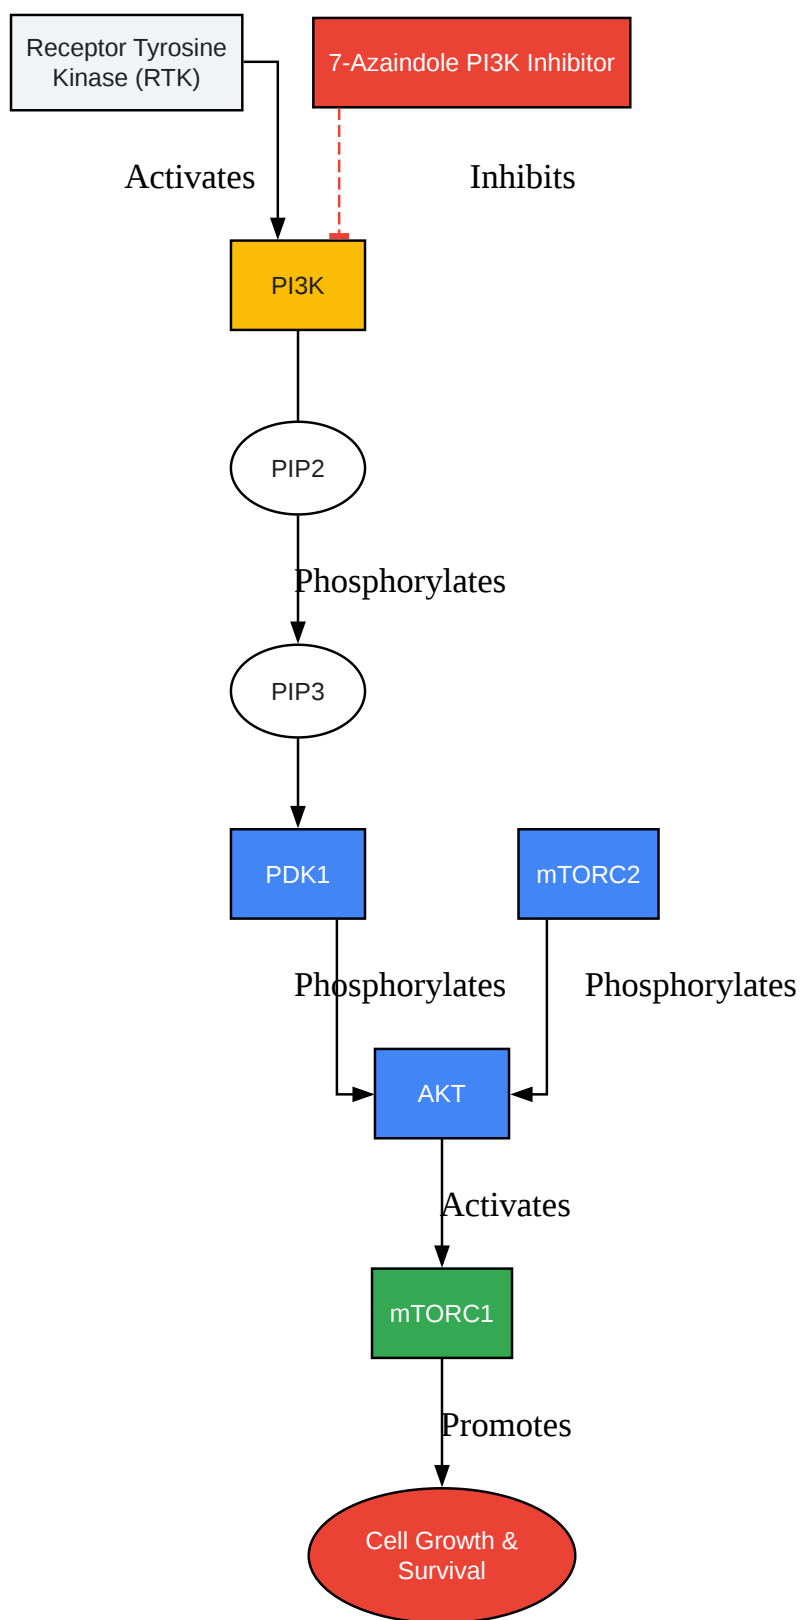 Receptor Tyrosine
Kinase (RTK)
7-Azaindole PI3K Inhibitor
Activates
Inhibits
PI3K
PIP2
Phosphorylates
PIP3
PDK1
mTORC2
Phosphorylates
Phosphorylates
AKT
Activates
mTORC1
Promotes
Cell Growth &
Survival